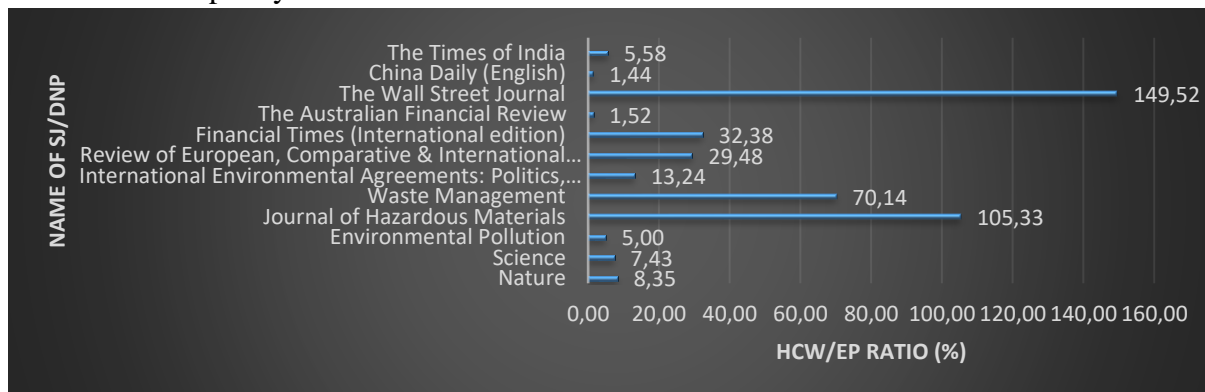 NAME OF SJ/DNP
The Times of India 5,58
China Daily (English) 1,44
The Wall Street Journal 149,52
The Australian Financial Review 1,52
Financial Times (International edition) 32,38
Review of European, Comparative & International... 29,48
International Environmental Agreements: Politics,... 13,24
Waste Management 70,14
Journal of Hazardous Materials 105,33
Environmental Pollution 5,00
Science 7,43
Nature 8,35
0,00 20,00 40,00 60,00 80,00 100,00 120,00 140,00 160,00
HCW/EP RATIO (%)